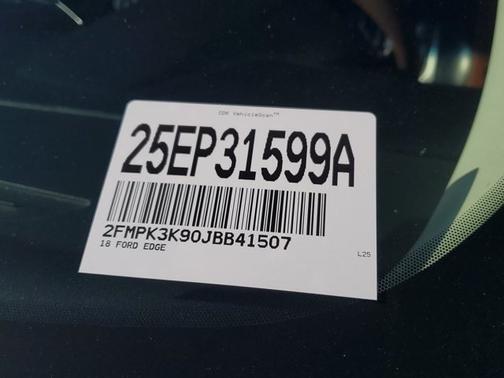 CDK VehicleScan™
25EP31599A
2FMPK3K90JBB41507
18 FORD EDGE
L25